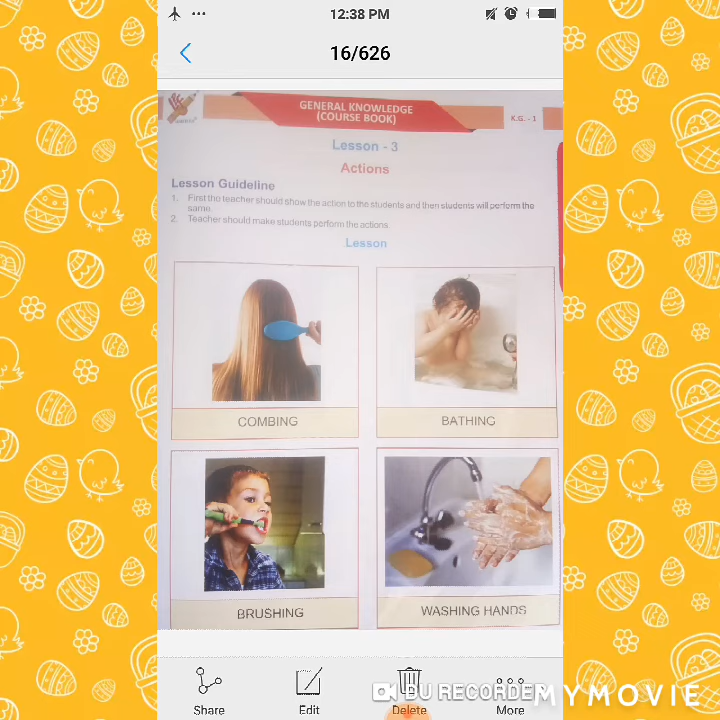 12:38 PM
16/626
GENERAL KNOWLEDGE
(COURSE BOOK)
K.G. - 1
Lesson - 3
Actions
Lesson Guideline
1. First the teacher should show the action to the students and then students will perform the
same.
2. Teacher should make students perform the actions.
Lesson
COMBING
BATHING
BRUSHING
WASHING HANDS
Share
Edit
Delete
More
DU RECORDER
MYMOVIE